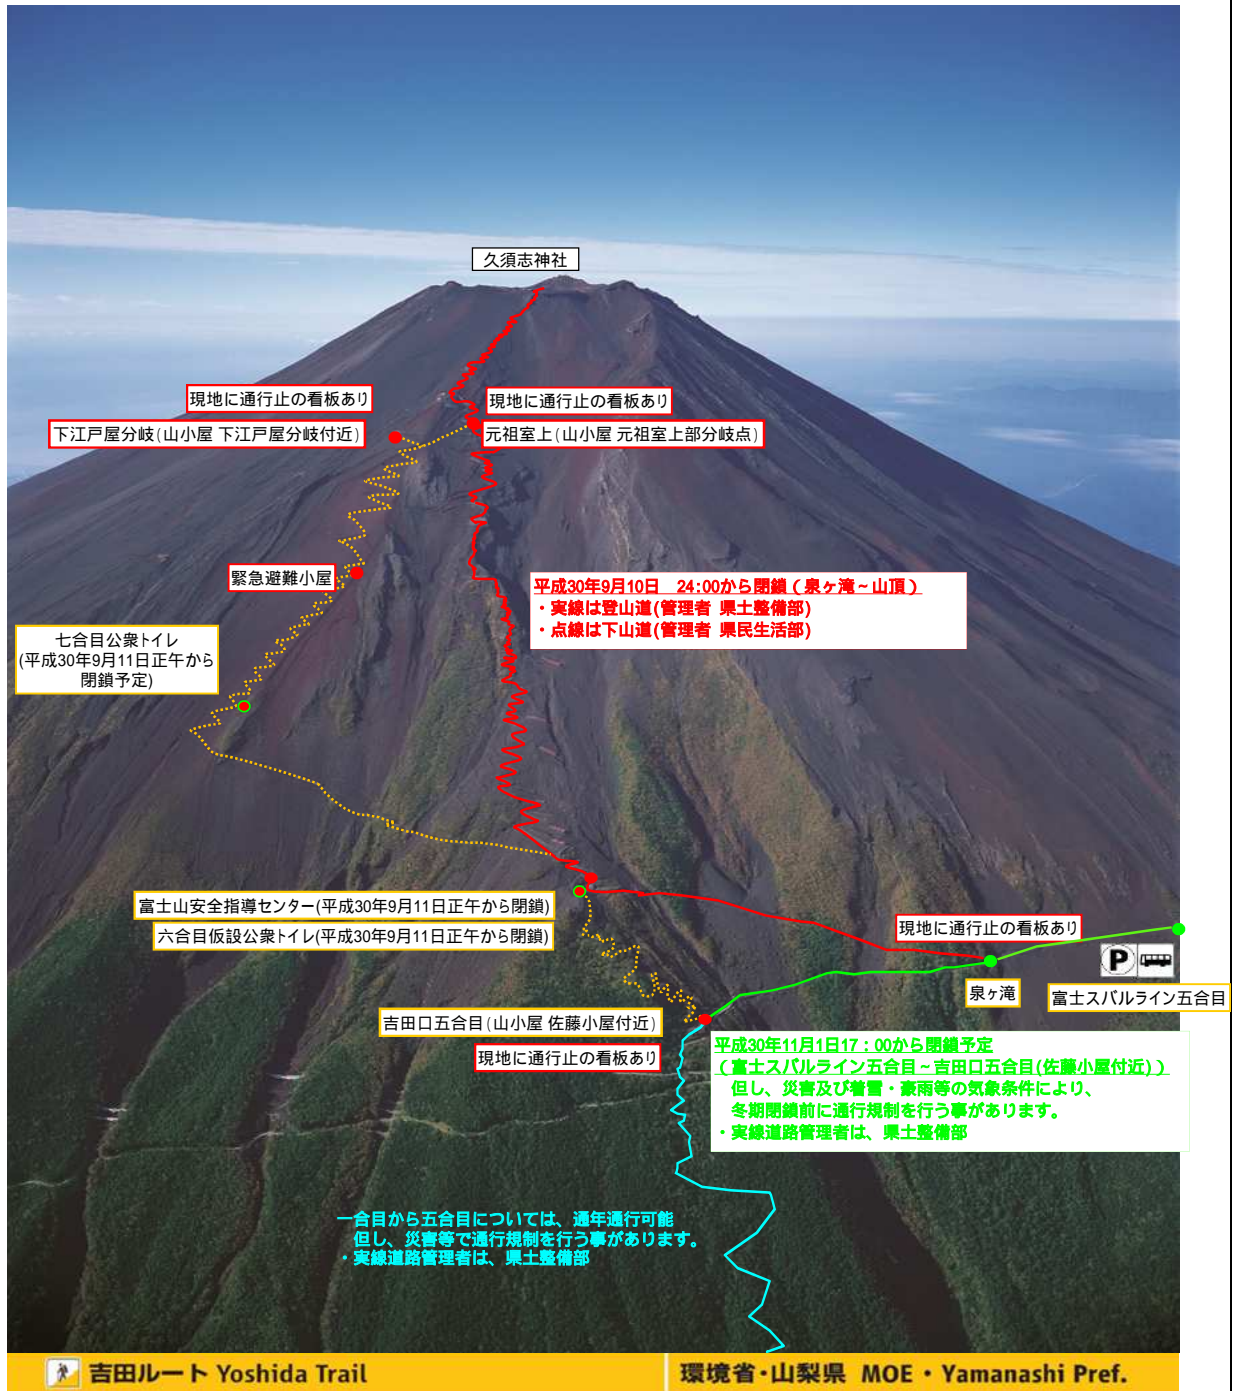 久須志神社
現地に通行止の看板あり
下江戸屋分岐(山小屋 下江戸屋分岐付近)
現地に通行止の看板あり
元祖室上(山小屋 元祖室上部分岐点)
緊急避難小屋
平成30年9月10日 24:00から閉鎖（泉ヶ滝～山頂）
・実線は登山道(管理者 県土整備部)
・点線は下山道(管理者 県民生活部)
七合目公衆トイレ
(平成30年9月11日正午から
閉鎖予定)
富士山安全指導センター(平成30年9月11日正午から閉鎖)
六合目仮設公衆トイレ(平成30年9月11日正午から閉鎖)
現地に通行止の看板あり
P
泉ヶ滝
富士スバルライン五合目
吉田口五合目(山小屋 佐藤小屋付近)
現地に通行止の看板あり
平成30年11月1日17：00から閉鎖予定
（富士スバルライン五合目～吉田口五合目(佐藤小屋付近)）
但し、災害及び着雪・豪雨等の気象条件により、
冬期閉鎖前に通行規制を行う事があります。
・実線道路管理者は、県土整備部
一合目から五合目については、通年通行可能
但し、災害等で通行規制を行う事があります。
・実線道路管理者は、県土整備部
吉田ルート Yoshida Trail
環境省・山梨県 MOE・Yamanashi Pref.